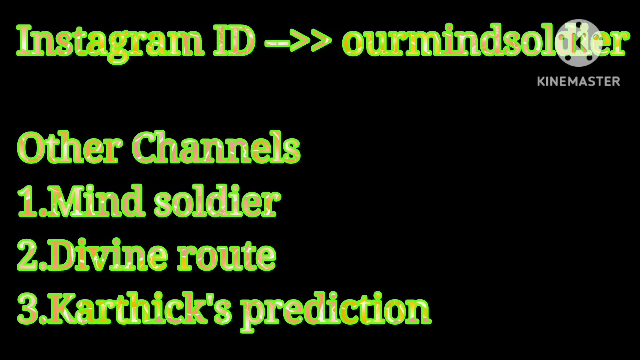 Instagram ID -->> ourmindsoldier
KINEMASTER
Other Channels
1.Mind soldier
2.Divine route
3.Karthick's prediction